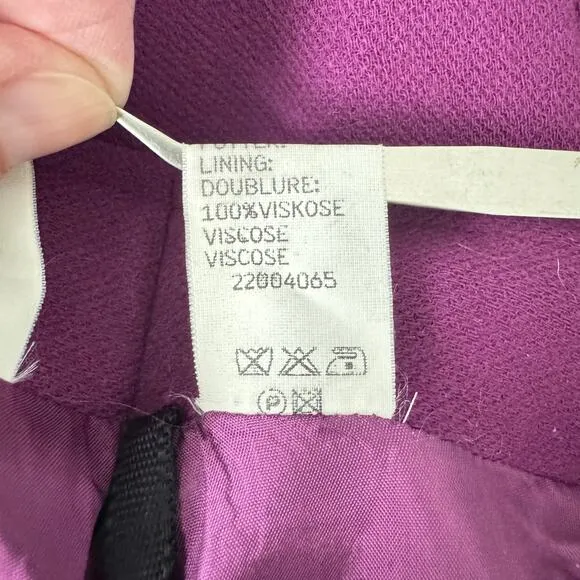 LINING:
DOUBLURE:
100%VISKOSE
VISCOSE
VISCOSE
22004065
P